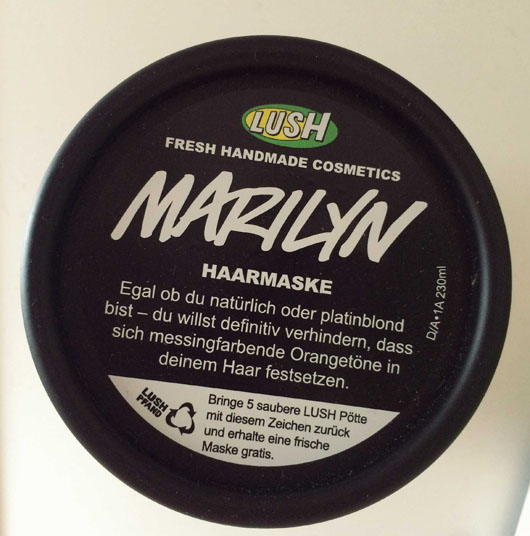 LUSH
FRESH HANDMADE COSMETICS
MARILYN
HAARMASKE
Egal ob du natürlich oder platinblond
bist – du willst definitiv verhindern, dass
sich messingfarbende Orangetöne in
deinem Haar festsetzen.
D/A•1A 230ml
LUSH
PFAND
Bringe 5 saubere LUSH Pötte
mit diesem Zeichen zurück
und erhalte eine frische
Maske gratis.